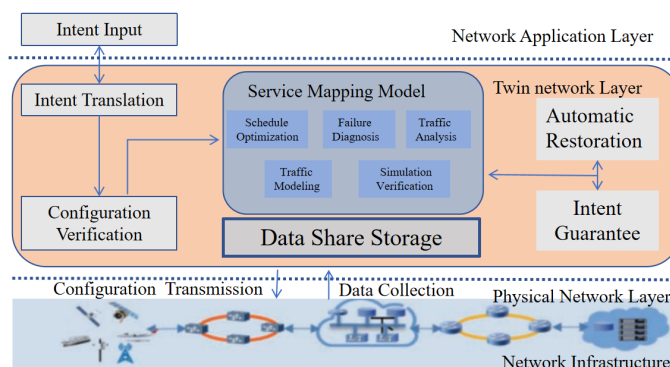 Intent Input
Network Application Layer
Intent Translation
Service Mapping Model
Twin network Layer
Schedule
Optimization
Failure
Diagnosis
Traffic
Analysis
Automatic
Restoration
Traffic
Modeling
Simulation
Verification
Configuration
Verification
Intent
Guarantee
Data Share Storage
Configuration Transmission
Data Collection
Physical Network Layer
Network Infrastructure